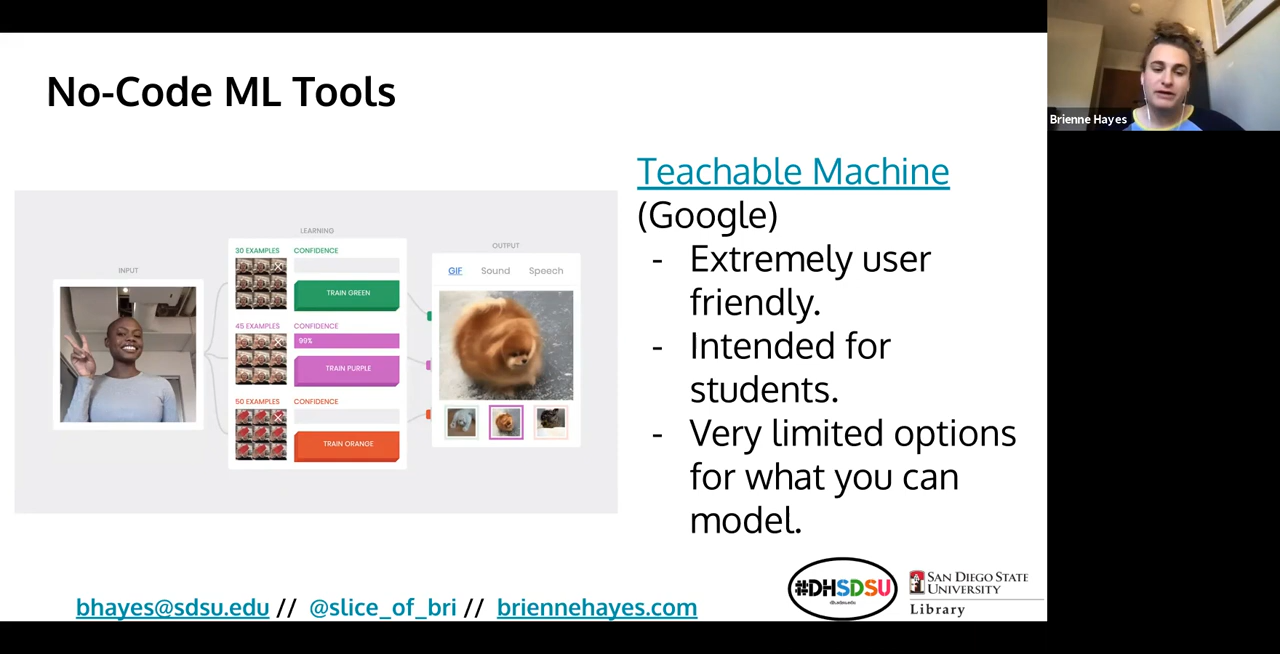 No-Code ML Tools
Brienne Hayes
Teachable Machine
(Google)
- Extremely user
friendly.
- Intended for
students.
- Very limited options
for what you can
model.
INPUT
LEARNING
30 EXAMPLES CONFIDENCE
TRAIN GREEN
45 EXAMPLES CONFIDENCE
99%
TRAIN PURPLE
50 EXAMPLES CONFIDENCE
TRAIN ORANGE
OUTPUT
GIF Sound Speech
bhayes@sdsu.edu // @slice_of_bri // briennehayes.com
#DHSDSU
SAN DIEGO STATE
UNIVERSITY
Library